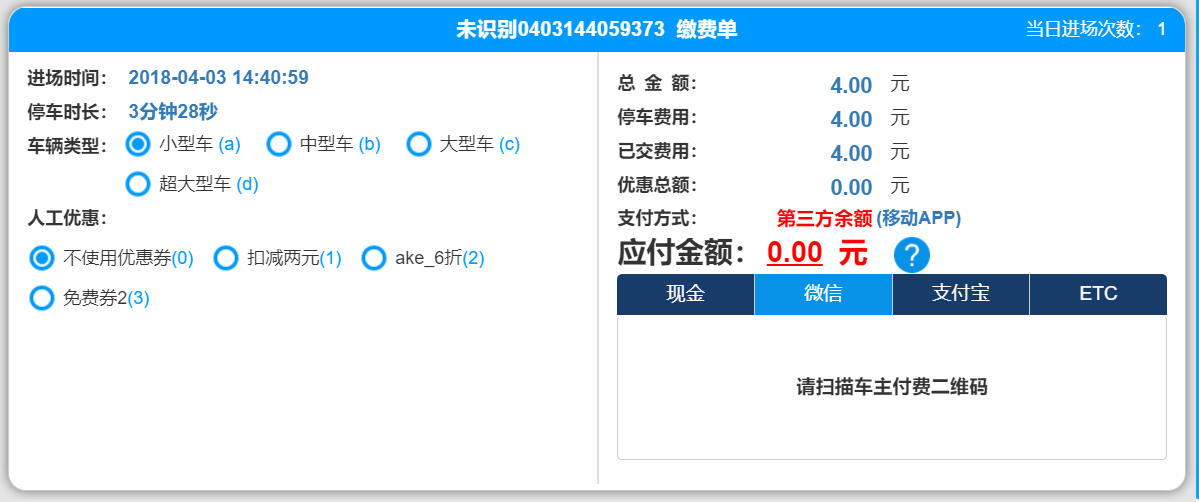 未识别0403144059373 缴费单
当日进场次数: 1
进场时间: 2018-04-03 14:40:59
停车时长: 3分钟28秒
车辆类型: 小型车 (a) 中型车 (b) 大型车 (c)
超大型车 (d)
人工优惠:
不使用优惠券(0) 扣减两元(1) ake_6折(2)
免费券2(3)
总 金 额: 4.00 元
停车费用: 4.00 元
已交费用: 4.00 元
优惠总额: 0.00 元
支付方式: 第三方余额 (移动APP)
应付金额: 0.00 元 ?
现金 微信 支付宝 ETC
请扫描车主付费二维码